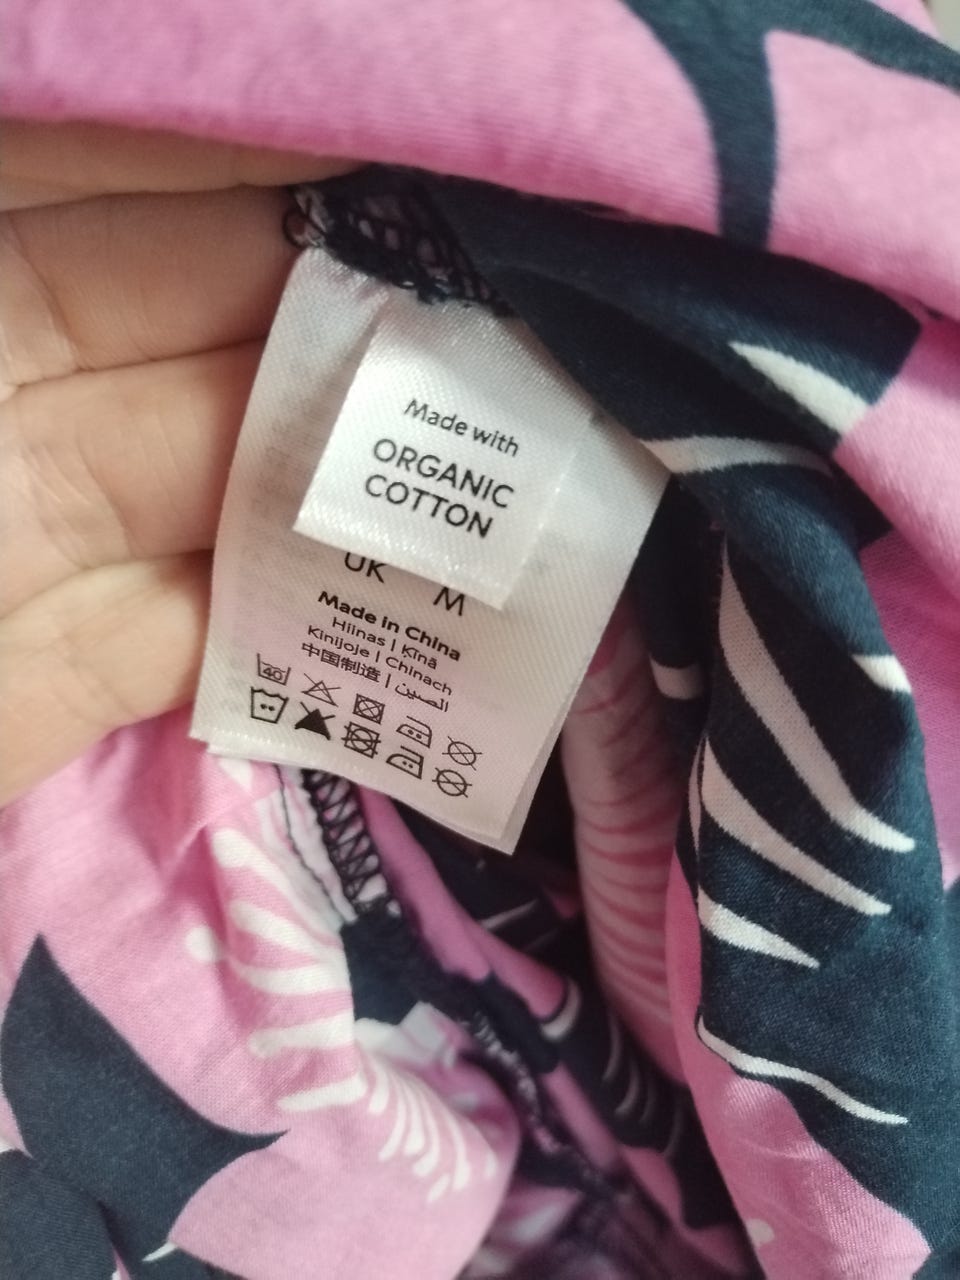 Made with
ORGANIC
COTTON
UK M
Made in China
Hiinas | Ķīnā
Kinijoje | Chinach
中国制造 | الصين
40